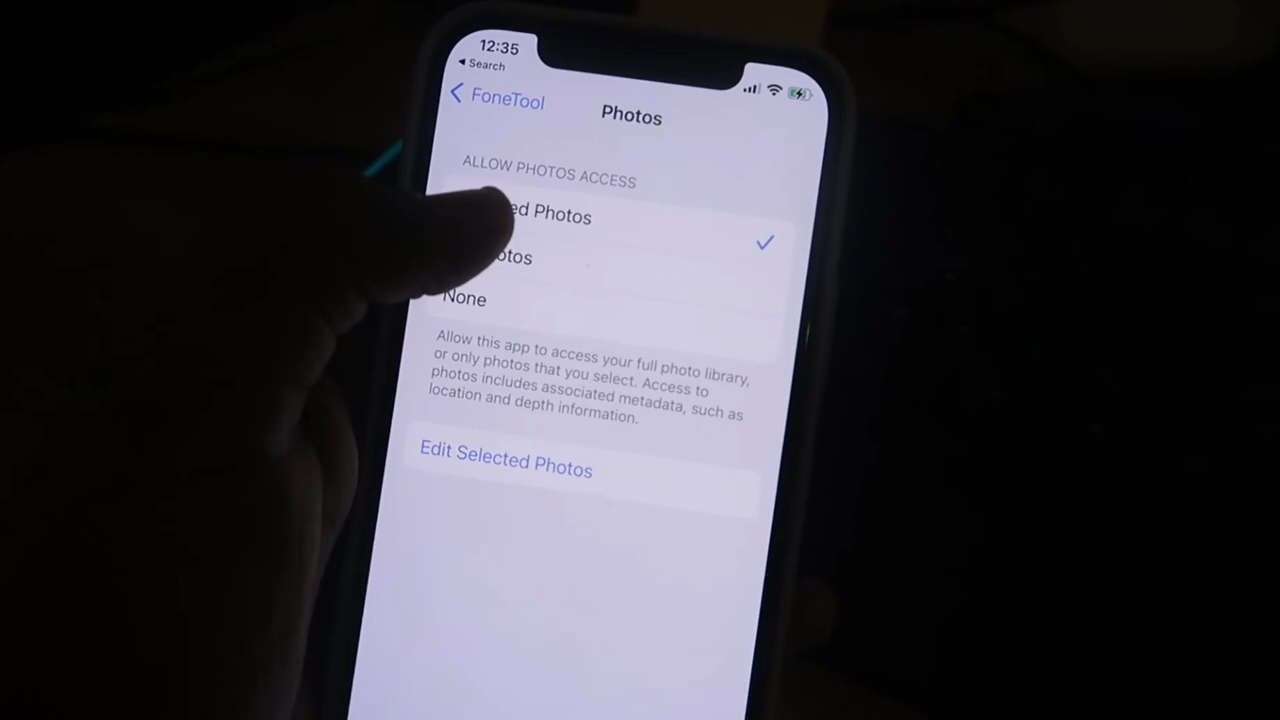 12:35
Search
FoneTool
Photos
ALLOW PHOTOS ACCESS
ed Photos
otos
None
Allow this app to access your full photo library,
or only photos that you select. Access to
photos includes associated metadata, such as
location and depth information.
Edit Selected Photos